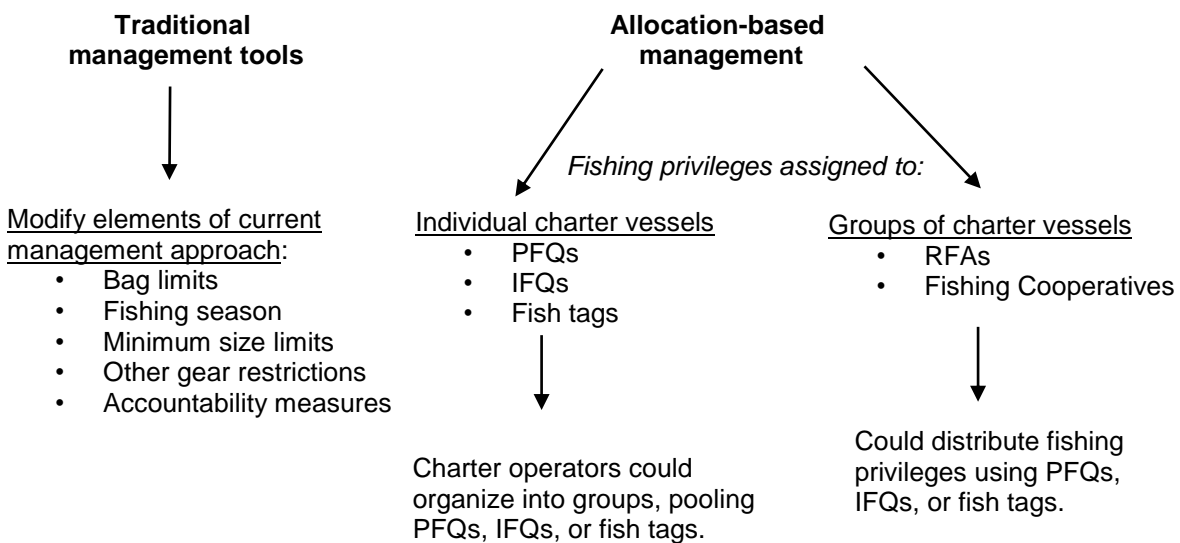 Traditional
management tools
Allocation-based
management
Fishing privileges assigned to:
Modify elements of current
management approach:
• Bag limits
• Fishing season
• Minimum size limits
• Other gear restrictions
• Accountability measures
Individual charter vessels
• PFQs
• IFQs
• Fish tags
Charter operators could
organize into groups, pooling
PFQs, IFQs, or fish tags.
Groups of charter vessels
• RFAs
• Fishing Cooperatives
Could distribute fishing
privileges using PFQs,
IFQs, or fish tags.